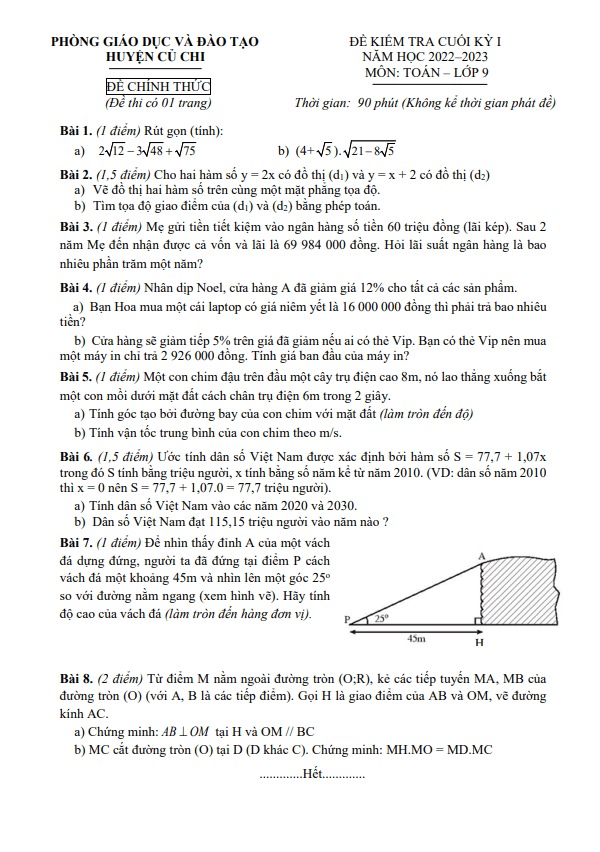 PHÒNG GIÁO DỤC VÀ ĐÀO TẠO
HUYỆN CỦ CHI
ĐỀ CHÍNH THỨC
(Đề thi có 01 trang)
ĐỀ KIỂM TRA CUỐI KỲ I
NĂM HỌC 2022–2023
MÔN: TOÁN – LỚP 9
Thời gian: 90 phút (Không kể thời gian phát đề)
Bài 1. (1 điểm) Rút gọn (tính):
a) 2√12 − 3√48 + √75 b) (4+√5).√(21−8√5)
Bài 2. (1,5 điểm) Cho hai hàm số y = 2x có đồ thị (d₁) và y = x + 2 có đồ thị (d₂)
a) Vẽ đồ thị hai hàm số trên cùng một mặt phẳng tọa độ.
b) Tìm tọa độ giao điểm của (d₁) và (d₂) bằng phép toán.
Bài 3. (1 điểm) Mẹ gửi tiền tiết kiệm vào ngân hàng số tiền 60 triệu đồng (lãi kép). Sau 2
năm Mẹ đến nhận được cả vốn và lãi là 69 984 000 đồng. Hỏi lãi suất ngân hàng là bao
nhiêu phần trăm một năm?
Bài 4. (1 điểm) Nhân dịp Noel, cửa hàng A đã giảm giá 12% cho tất cả các sản phẩm.
a) Bạn Hoa mua một cái laptop có giá niêm yết là 16 000 000 đồng thì phải trả bao nhiêu
tiền?
b) Cửa hàng sẽ giảm tiếp 5% trên giá đã giảm nếu ai có thẻ Vip. Bạn có thẻ Vip nên mua
một máy in chỉ trả 2 926 000 đồng. Tính giá ban đầu của máy in?
Bài 5. (1 điểm) Một con chim đậu trên đầu một cây trụ điện cao 8m, nó lao thẳng xuống bắt
một con mồi dưới mặt đất cách chân trụ điện 6m trong 2 giây.
a) Tính góc tạo bởi đường bay của con chim với mặt đất (làm tròn đến độ)
b) Tính vận tốc trung bình của con chim theo m/s.
Bài 6. (1,5 điểm) Ước tính dân số Việt Nam được xác định bởi hàm số S = 77,7 + 1,07x
trong đó S tính bằng triệu người, x tính bằng số năm kể từ năm 2010. (VD: dân số năm 2010
thì x = 0 nên S = 77,7 + 1,07.0 = 77,7 triệu người).
a) Tính dân số Việt Nam vào các năm 2020 và 2030.
b) Dân số Việt Nam đạt 115,15 triệu người vào năm nào ?
Bài 7. (1 điểm) Để nhìn thấy đỉnh A của một vách
đá dựng đứng, người ta đã đứng tại điểm P cách
vách đá một khoảng 45m và nhìn lên một góc 25º
so với đường nằm ngang (xem hình vẽ). Hãy tính
độ cao của vách đá (làm tròn đến hàng đơn vị).
A
P 25º
45m
H
Bài 8. (2 điểm) Từ điểm M nằm ngoài đường tròn (O;R), kẻ các tiếp tuyến MA, MB của
đường tròn (O) (với A, B là các tiếp điểm). Gọi H là giao điểm của AB và OM, vẽ đường
kính AC.
a) Chứng minh: AB ⊥ OM tại H và OM // BC
b) MC cắt đường tròn (O) tại D (D khác C). Chứng minh: MH.MO = MD.MC
.............Hết.............